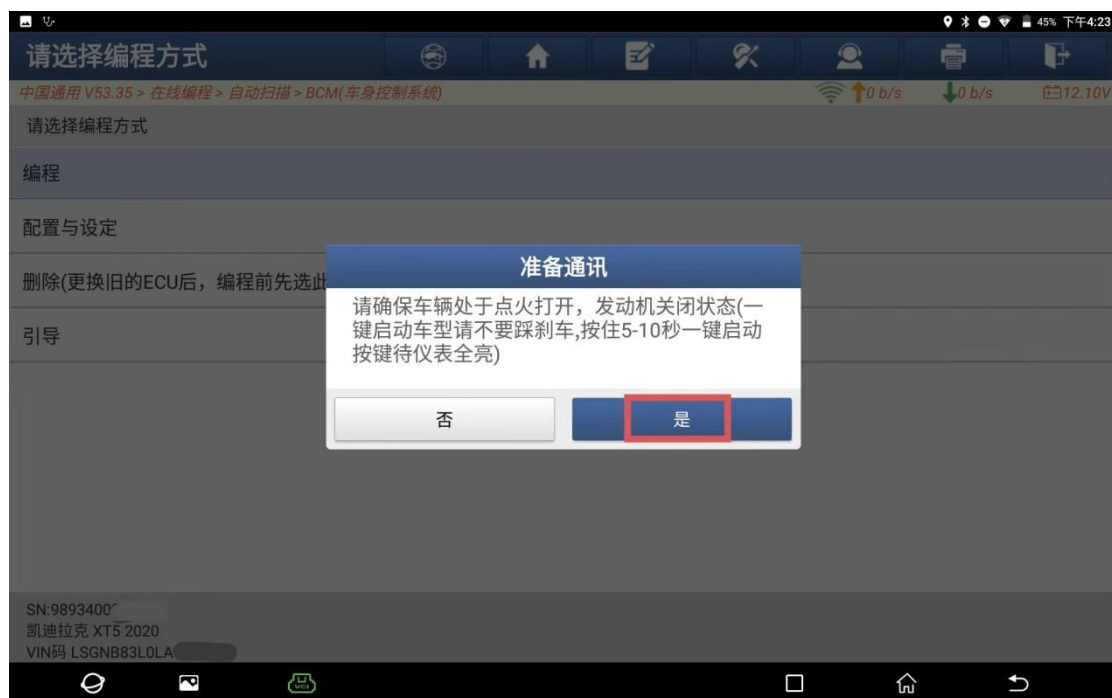 45% 下午4:23
请选择编程方式
中国通用 V53.35 > 在线编程 > 自动扫描 > BCM(车身控制系统)
0 b/s
0 b/s
12.10V
请选择编程方式
编程
配置与设定
删除(更换旧的ECU后，编程前先选此
引导
准备通讯
请确保车辆处于点火打开，发动机关闭状态(一
键启动车型请不要踩刹车,按住5-10秒一键启动
按键待仪表全亮)
否
是
SN:9893400
凯迪拉克 XT5 2020
VIN码 LSGNB83L0LA
VCI